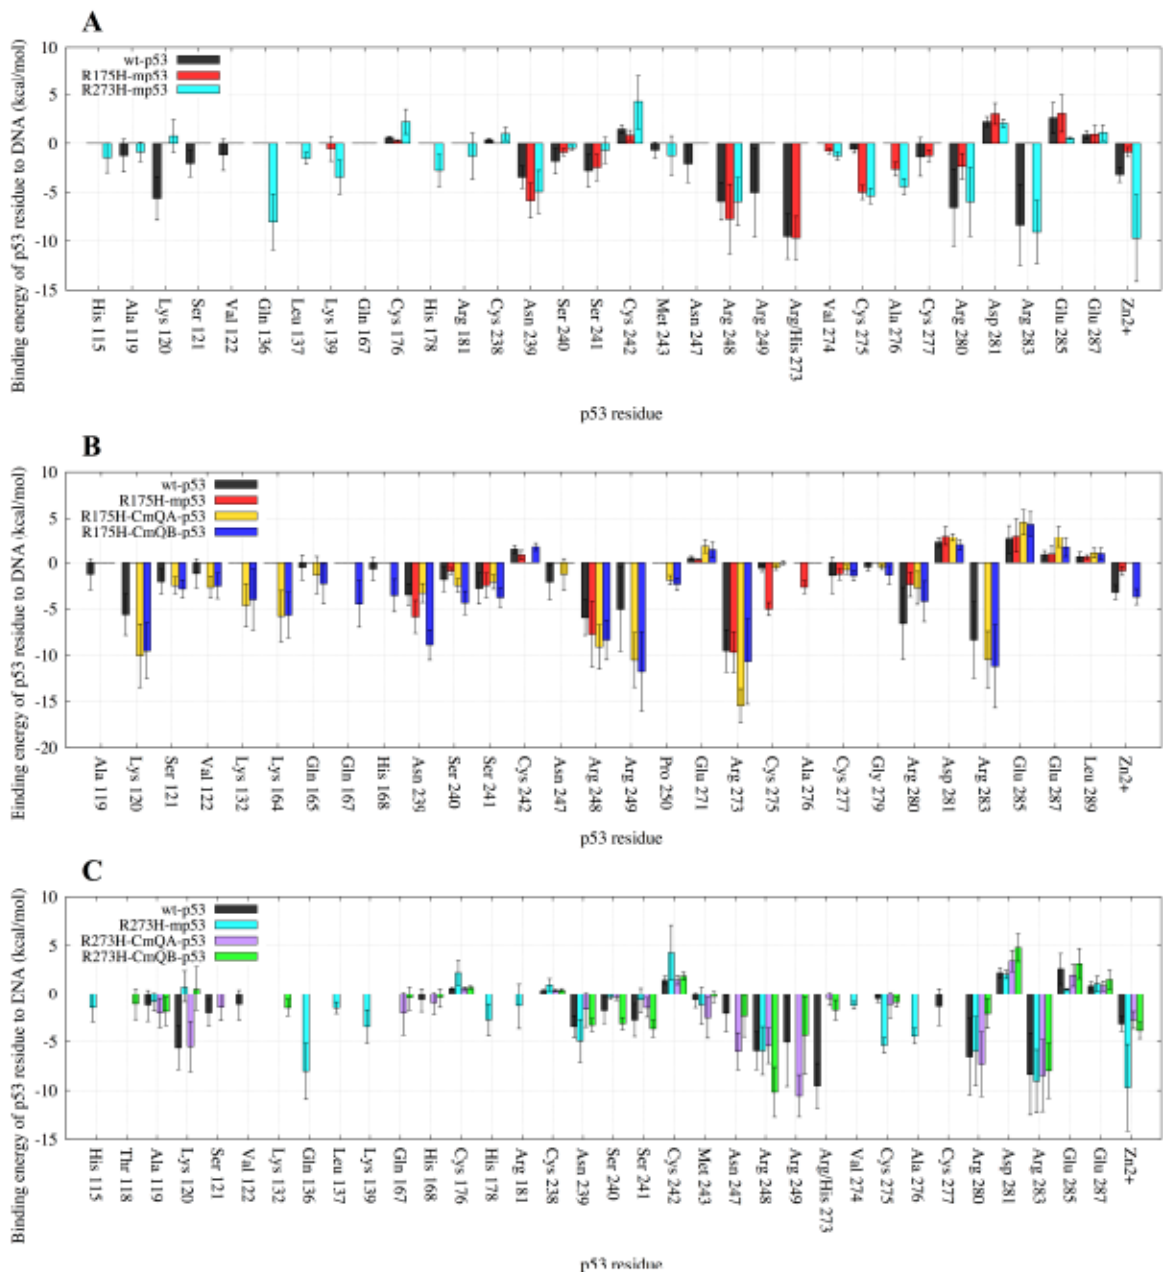 A
Binding energy of p53 residue to DNA (kcal/mol)
10
5
0
-5
-10
-15
wt-p53
R175H-mp53
R273H-mp53
His 115
Ala 119
Lys 120
Ser 121
Val 122
Gln 136
Leu 137
Lys 139
Gln 167
Cys 176
His 178
Arg 181
Cys 238
Asn 239
Ser 240
Ser 241
Cys 242
Met 243
Asn 247
Arg 248
Arg 249
Arg/His 273
Val 274
Cys 275
Ala 276
Cys 277
Arg 280
Asp 281
Arg 283
Glu 285
Glu 287
Zn2+
p53 residue
B
Binding energy of p53 residue to DNA (kcal/mol)
10
5
0
-5
-10
-15
-20
wt-p53
R175H-mp53
R175H-CmQA-p53
R175H-CmQB-p53
Ala 119
Lys 120
Ser 121
Val 122
Lys 132
Lys 164
Gln 165
Gln 167
His 168
Asn 239
Ser 240
Ser 241
Cys 242
Asn 247
Arg 248
Arg 249
Pro 250
Glu 271
Arg 273
Cys 275
Ala 276
Cys 277
Gly 279
Arg 280
Asp 281
Arg 283
Glu 285
Glu 287
Leu 289
Zn2+
p53 residue
C
Binding energy of p53 residue to DNA (kcal/mol)
10
5
0
-5
-10
-15
wt-p53
R273H-mp53
R273H-CmQA-p53
R273H-CmQB-p53
His 115
Thr 118
Ala 119
Lys 120
Ser 121
Val 122
Lys 132
Gln 136
Leu 137
Lys 139
Gln 167
His 168
Cys 176
His 178
Arg 181
Cys 238
Asn 239
Ser 240
Ser 241
Cys 242
Met 243
Asn 247
Arg 248
Arg 249
Arg/His 273
Val 274
Cys 275
Ala 276
Cys 277
Arg 280
Asp 281
Arg 283
Glu 285
Glu 287
Zn2+
p53 residue